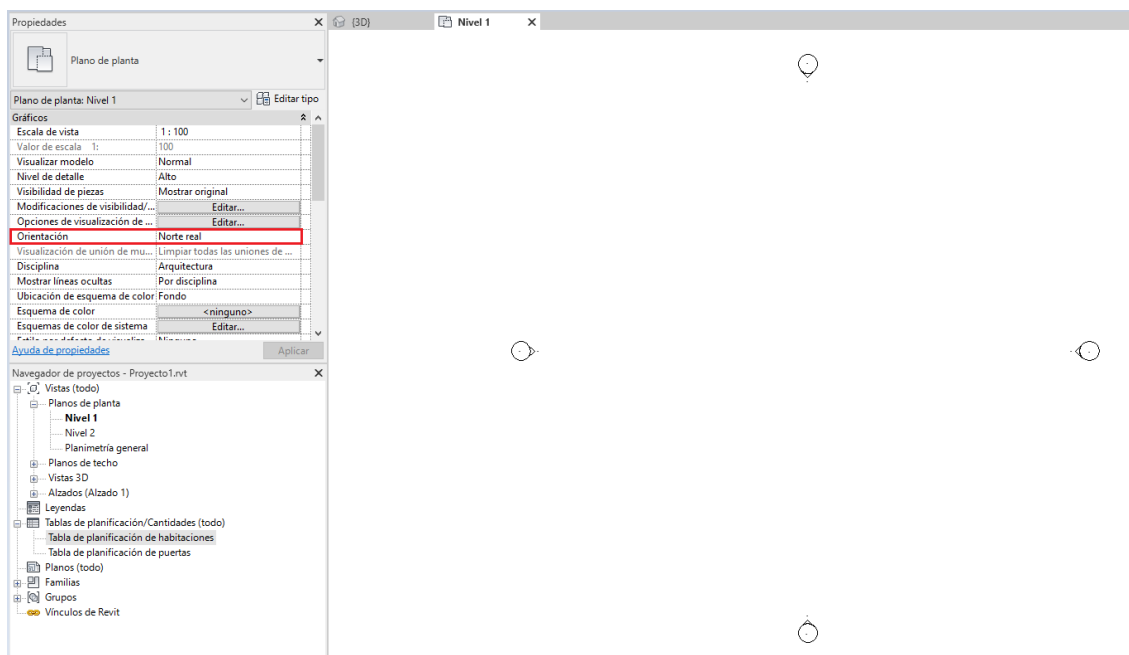 Propiedades
{3D}
Nivel 1
Plano de planta
Plano de planta: Nivel 1
Editar tipo
Gráficos
Escala de vista 1 : 100
Valor de escala 1: 100
Visualizar modelo Normal
Nivel de detalle Alto
Visibilidad de piezas Mostrar original
Modificaciones de visibilidad/... Editar...
Opciones de visualización de ... Editar...
Orientación Norte real
Visualización de unión de mu... Limpiar todas las uniones de ...
Disciplina Arquitectura
Mostrar líneas ocultas Por disciplina
Ubicación de esquema de color Fondo
Esquema de color <ninguno>
Esquemas de color de sistema Editar...
Estilo por defecto de visualiza... Ninguno
Ayuda de propiedades Aplicar
Navegador de proyectos - Proyecto1.rvt
Vistas (todo)
Planos de planta
Nivel 1
Nivel 2
Planimetría general
Planos de techo
Vistas 3D
Alzados (Alzado 1)
Leyendas
Tablas de planificación/Cantidades (todo)
Tabla de planificación de habitaciones
Tabla de planificación de puertas
Planos (todo)
Familias
Grupos
Vínculos de Revit